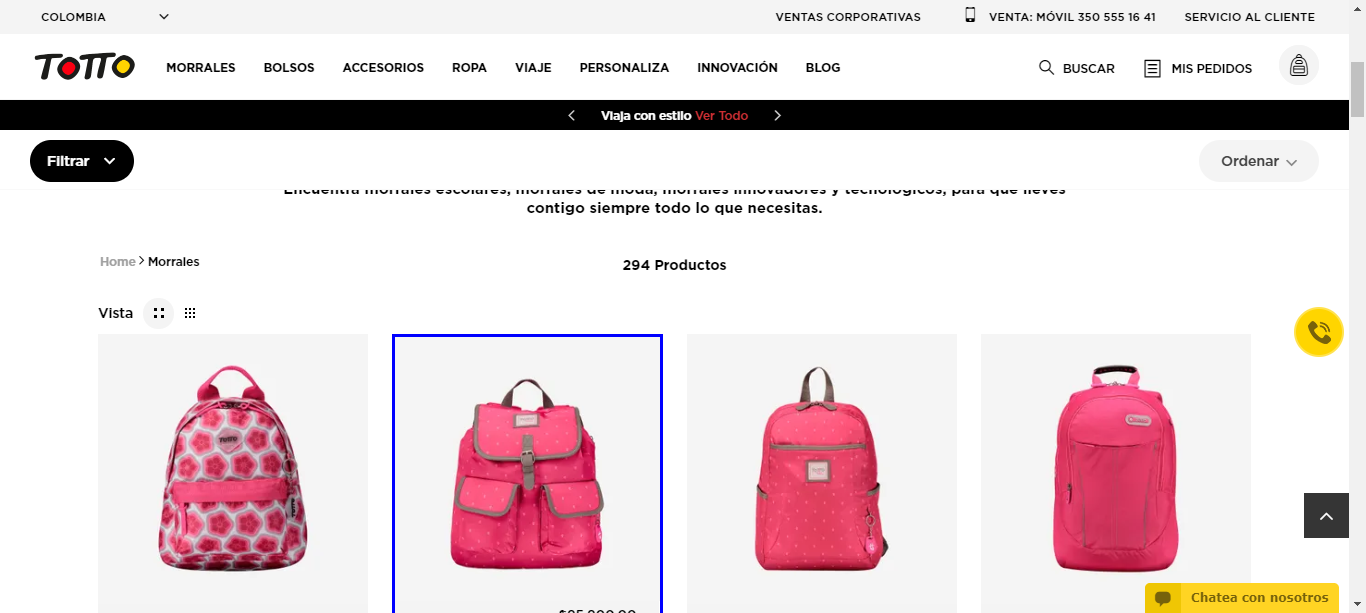 COLOMBIA
VENTAS CORPORATIVAS
VENTA: MÓVIL 350 555 16 41
SERVICIO AL CLIENTE
TOTTO
MORRALES
BOLSOS
ACCESORIOS
ROPA
VIAJE
PERSONALIZA
INNOVACIÓN
BLOG
BUSCAR
MIS PEDIDOS
Viaja con estilo Ver Todo
Filtrar
Ordenar
Encuentra morrales escolares, morrales de moda, morrales innovadores y tecnológicos, para que lleves
contigo siempre todo lo que necesitas.
Home > Morrales
294 Productos
Vista
TOTTO
TOTTO
Chatea con nosotros